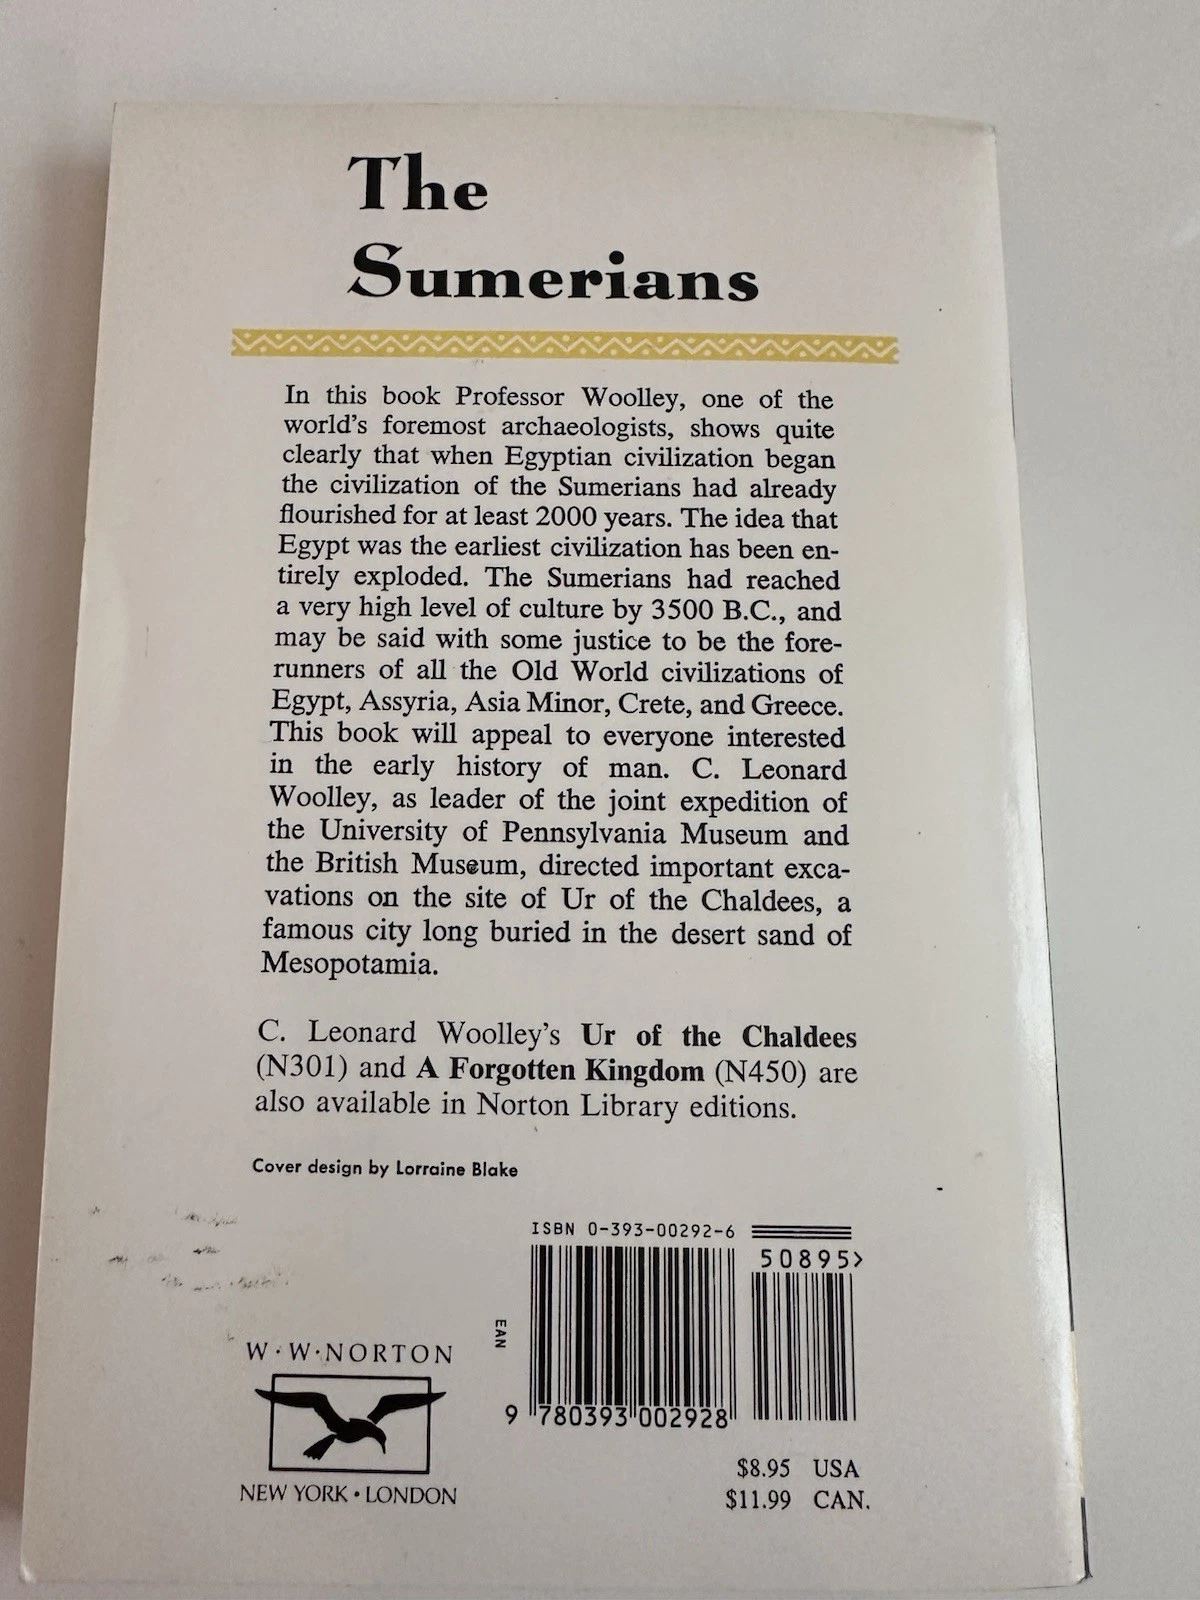 The
Sumerians
In this book Professor Woolley, one of the
world's foremost archaeologists, shows quite
clearly that when Egyptian civilization began
the civilization of the Sumerians had already
flourished for at least 2000 years. The idea that
Egypt was the earliest civilization has been en-
tirely exploded. The Sumerians had reached
a very high level of culture by 3500 B.C., and
may be said with some justice to be the fore-
runners of all the Old World civilizations of
Egypt, Assyria, Asia Minor, Crete, and Greece.
This book will appeal to everyone interested
in the early history of man. C. Leonard
Woolley, as leader of the joint expedition of
the University of Pennsylvania Museum and
the British Museum, directed important exca-
vations on the site of Ur of the Chaldees, a
famous city long buried in the desert sand of
Mesopotamia.
C. Leonard Woolley's Ur of the Chaldees
(N301) and A Forgotten Kingdom (N450) are
also available in Norton Library editions.
Cover design by Lorraine Blake
ISBN 0-393-00292-6
50895>
EAN
9 780393 002928
W·W·NORTON
NEW YORK • LONDON
$8.95 USA
$11.99 CAN.